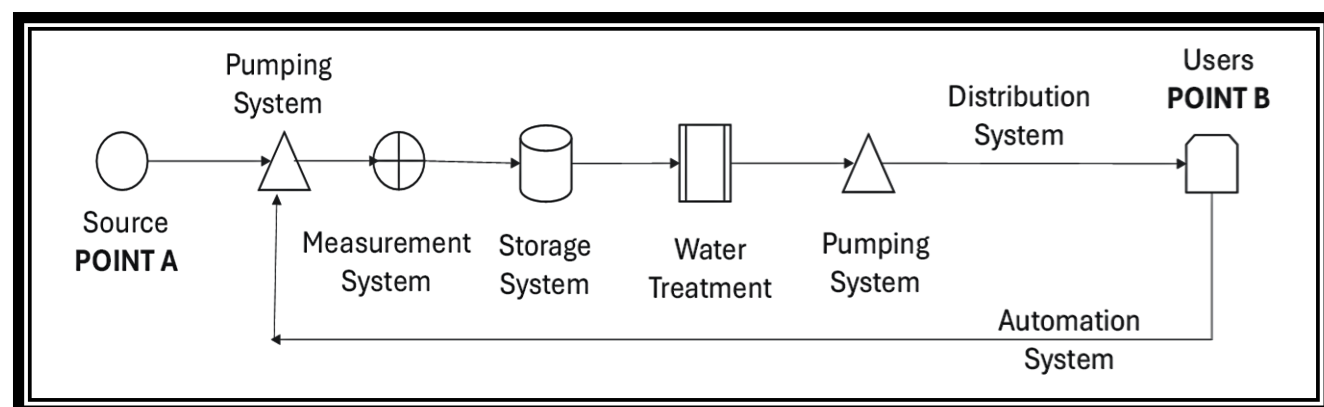 Pumping
System
Source
POINT A
Measurement
System
Storage
System
Water
Treatment
Pumping
System
Distribution
System
Users
POINT B
Automation
System